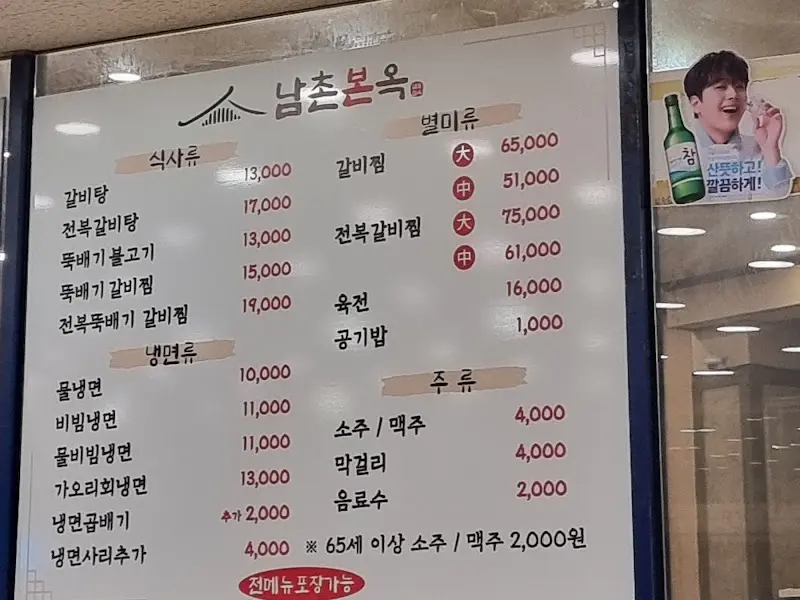 남촌본옥
식사류
갈비탕 13,000
전복갈비탕 17,000
뚝배기 불고기 13,000
뚝배기 갈비찜 15,000
전복뚝배기 갈비찜 19,000
냉면류
물냉면 10,000
비빔냉면 11,000
물비빔냉면 11,000
가오리회냉면 13,000
냉면곱배기 추가 2,000
냉면사리추가 4,000
별미류
갈비찜 大 65,000
中 51,000
전복갈비찜 大 75,000
中 61,000
육전 16,000
공기밥 1,000
주류
소주 / 맥주 4,000
막걸리 4,000
음료수 2,000
※ 65세 이상 소주 / 맥주 2,000원
전메뉴포장가능
참
산뜻하고!
깔끔하게!